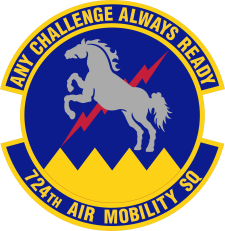 ANY CHALLENGE ALWAYS READY
724TH AIR MOBILITY SQ